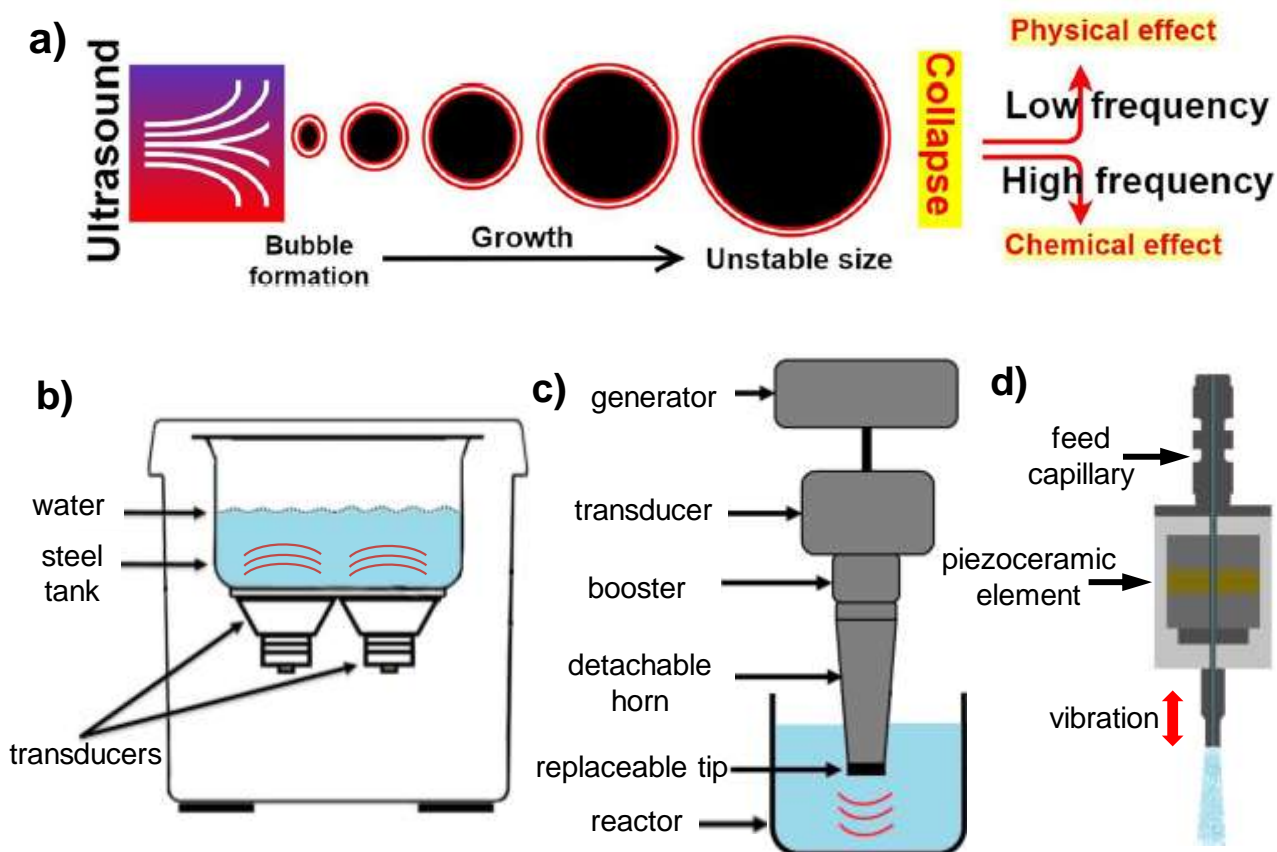 a)
Ultrasound
Bubble
formation
Growth
Unstable size
Collapse
Physical effect
Low frequency
High frequency
Chemical effect
b)
water
steel
tank
transducers
c)
generator
transducer
booster
detachable
horn
replaceable tip
reactor
d)
feed
capillary
piezoceramic
element
vibration